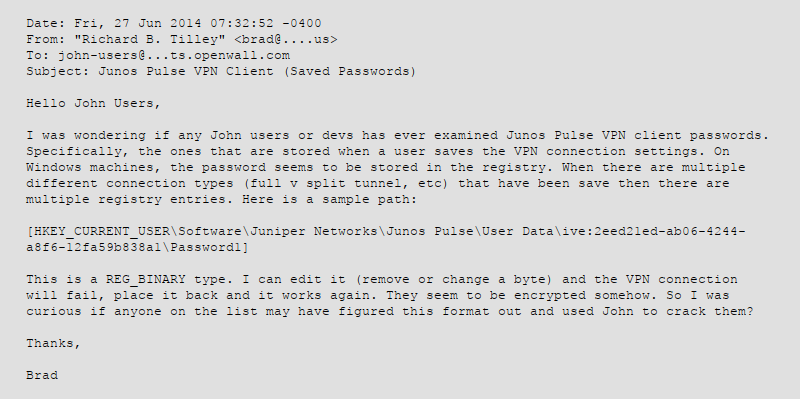 Date: Fri, 27 Jun 2014 07:32:52 -0400
From: "Richard B. Tilley" <brad@....us>
To: john-users@...ts.openwall.com
Subject: Junos Pulse VPN Client (Saved Passwords)
Hello John Users,
I was wondering if any John users or devs has ever examined Junos Pulse VPN client passwords.
Specifically, the ones that are stored when a user saves the VPN connection settings. On
Windows machines, the password seems to be stored in the registry. When there are multiple
different connection types (full v split tunnel, etc) that have been save then there are
multiple registry entries. Here is a sample path:
[HKEY_CURRENT_USER\Software\Juniper Networks\Junos Pulse\User Data\ive:2eed21ed-ab06-4244-
a8f6-12fa59b838a1\Password1]
This is a REG_BINARY type. I can edit it (remove or change a byte) and the VPN connection
will fail, place it back and it works again. They seem to be encrypted somehow. So I was
curious if anyone on the list may have figured this format out and used John to crack them?
Thanks,
Brad